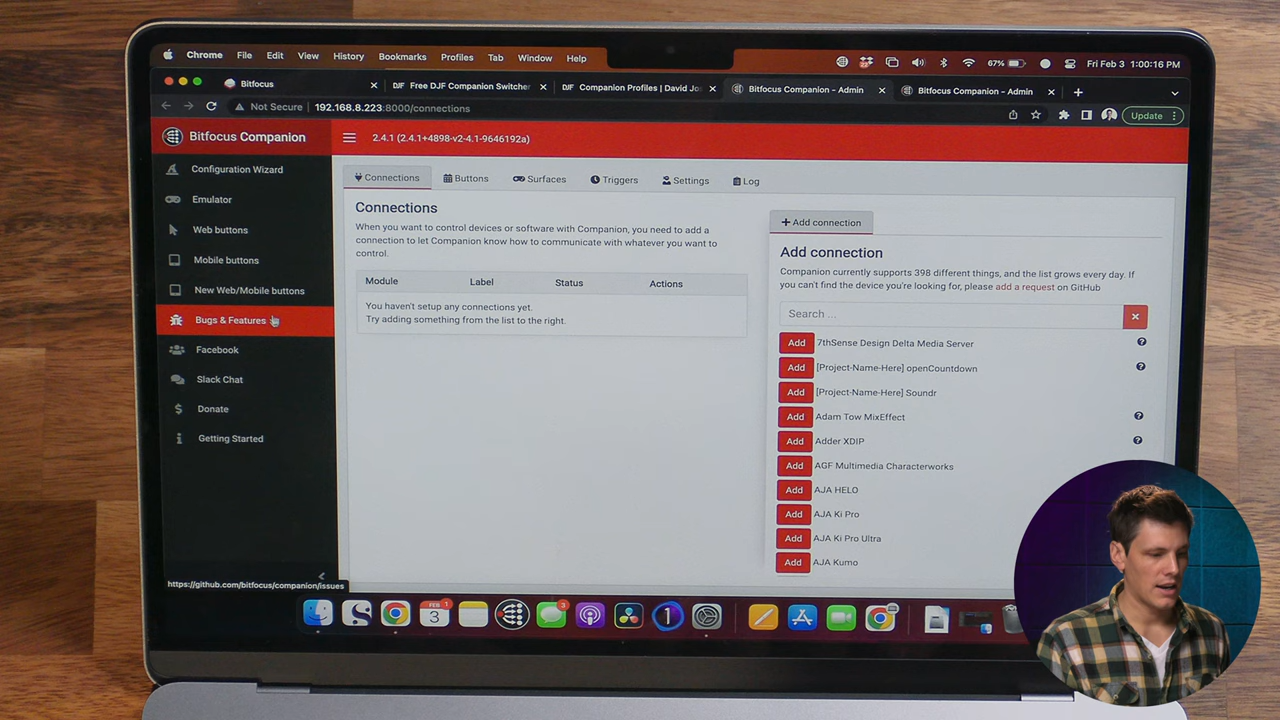 Chrome File Edit View History Bookmarks Profiles Tab Window Help 67% Fri Feb 3 1:00:16 PM
Bitfocus DJF Free DJF Companion Switcher DJF Companion Profiles | David Jo Bitfocus Companion - Admin Bitfocus Companion - Admin
Not Secure 192.168.8.223:8000/connections Update
Bitfocus Companion
2.4.1 (2.4.1+4898-v2-4.1-9646192a)
Configuration Wizard
Emulator
Web buttons
Mobile buttons
New Web/Mobile buttons
Bugs & Features
Facebook
Slack Chat
Donate
Getting Started
https://github.com/bitfocus/companion/issues
Connections Buttons Surfaces Triggers Settings Log
Connections
When you want to control devices or software with Companion, you need to add a
connection to let Companion know how to communicate with whatever you want to
control.
Module Label Status Actions
You haven't setup any connections yet.
Try adding something from the list to the right.
Add connection
Add connection
Companion currently supports 398 different things, and the list grows every day. If
you can't find the device you're looking for, please add a request on GitHub
Search ...
Add 7thSense Design Delta Media Server
Add [Project-Name-Here] openCountdown
Add [Project-Name-Here] Soundr
Add Adam Tow MixEffect
Add Adder XDIP
Add AGF Multimedia Characterworks
Add AJA HELO
Add AJA Ki Pro
Add AJA Ki Pro Ultra
Add AJA Kumo
FEB 1
3
3
1